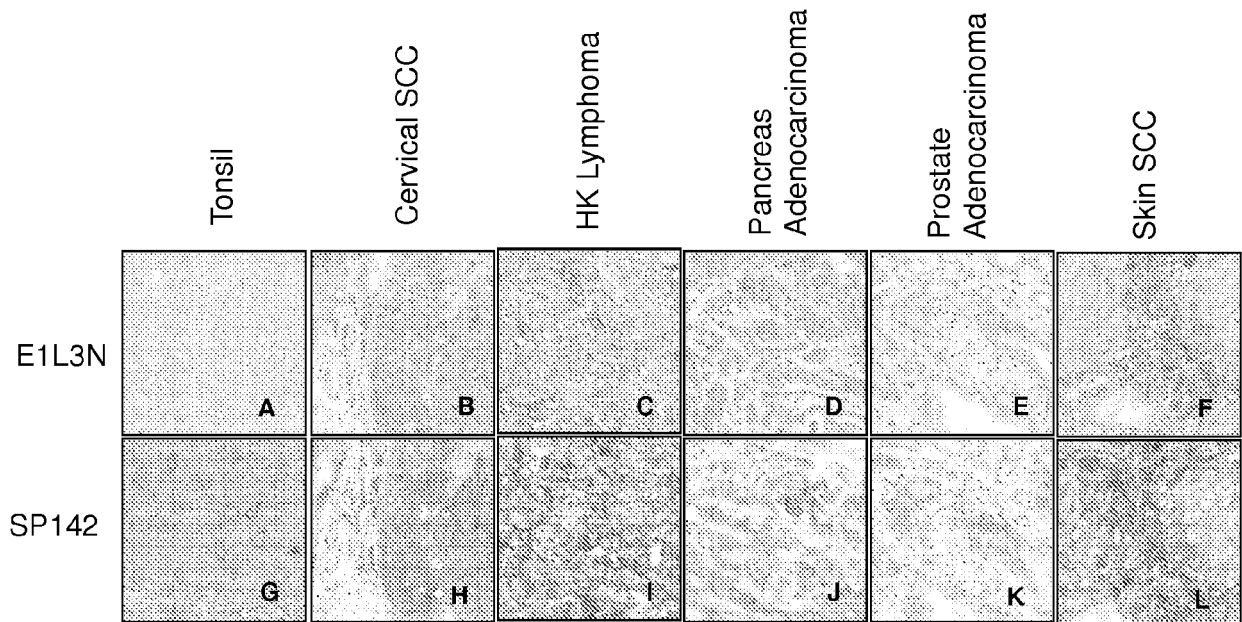 Tonsil
Cervical SCC
HK Lymphoma
Pancreas
Adenocarcinoma
Prostate
Adenocarcinoma
Skin SCC
E1L3N
A
B
C
D
E
F
SP142
G
H
I
J
K
L